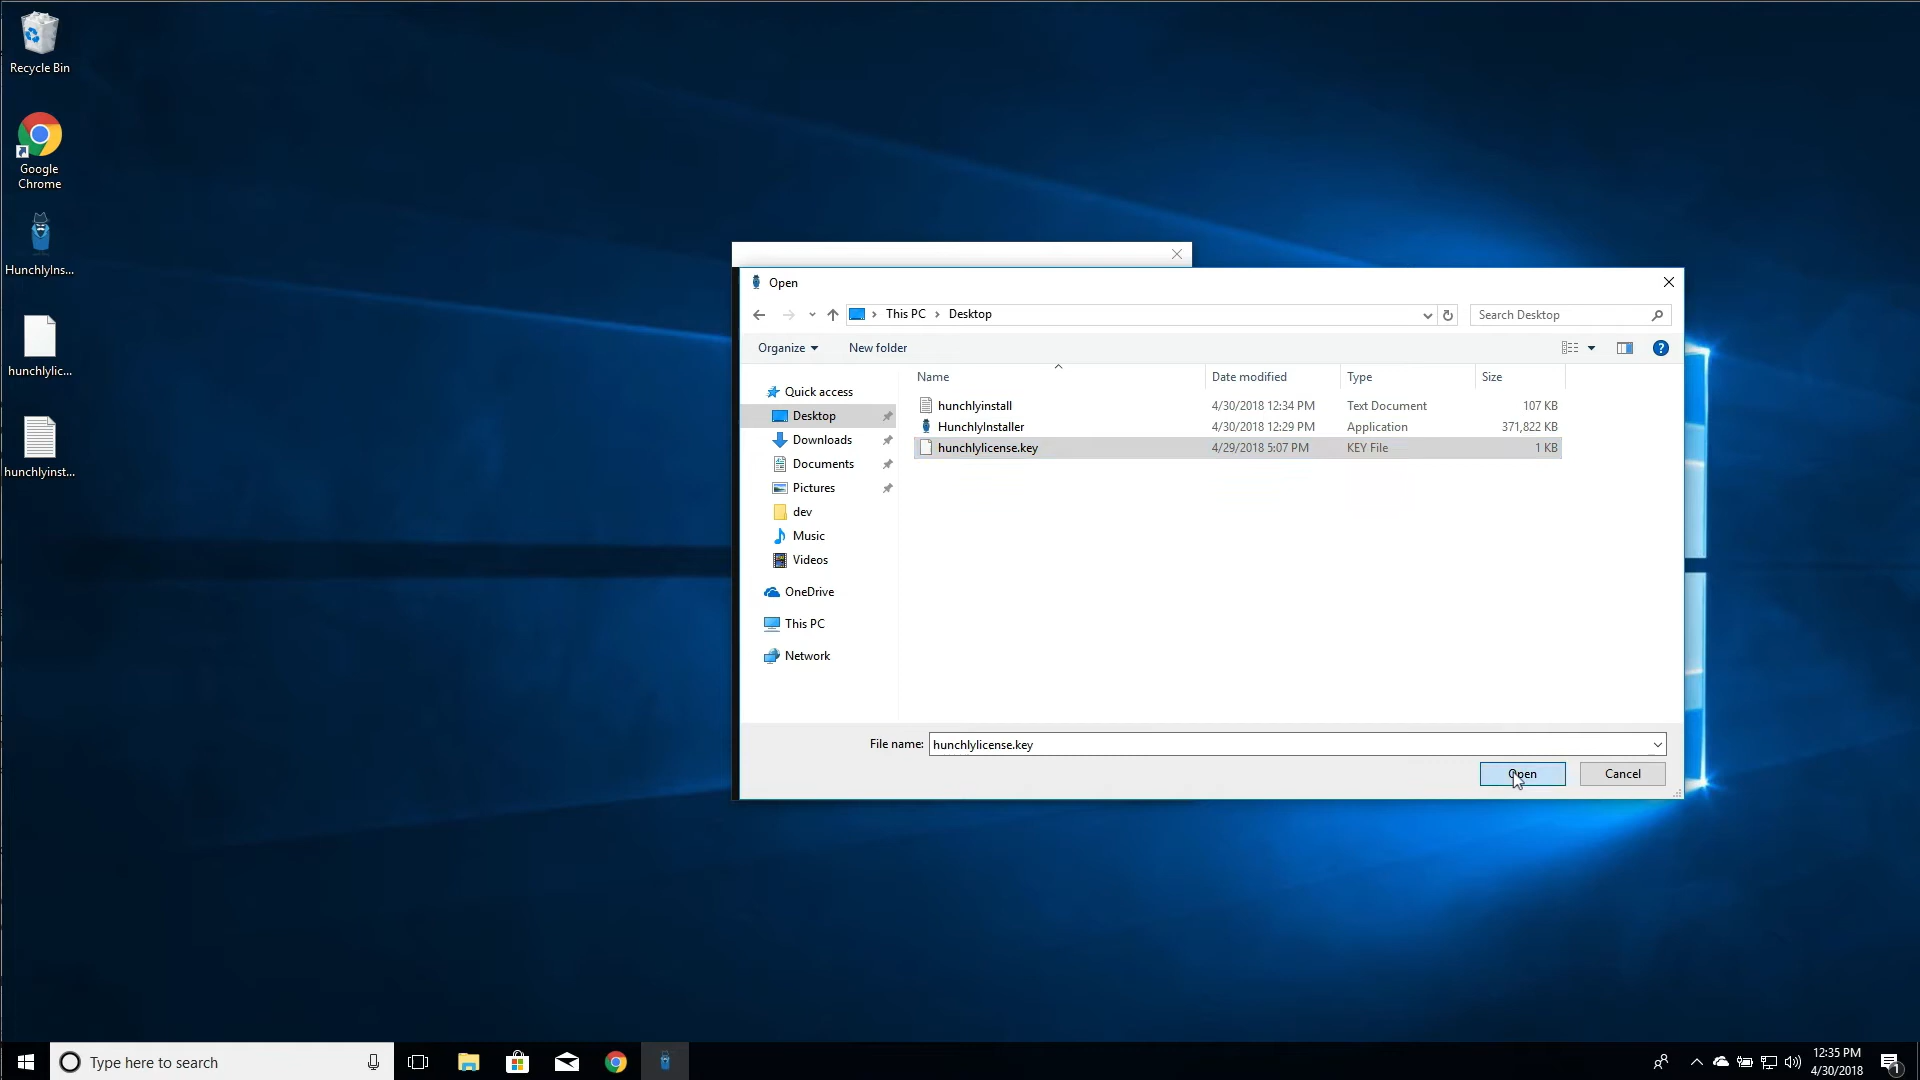 Recycle Bin
Google
Chrome
HunchlyIns...
hunchlylic...
hunchlyinst...
Open
This PC
Desktop
Search Desktop
Organize
New folder
Name
Date modified
Type
Size
Quick access
Desktop
Downloads
Documents
Pictures
dev
Music
Videos
OneDrive
This PC
Network
hunchlyinstall 4/30/2018 12:34 PM Text Document 107 KB
HunchlyInstaller 4/30/2018 12:29 PM Application 371,822 KB
hunchlylicense.key 4/29/2018 5:07 PM KEY File 1 KB
File name: hunchlylicense.key
Open
Cancel
Type here to search
12:35 PM
4/30/2018
1